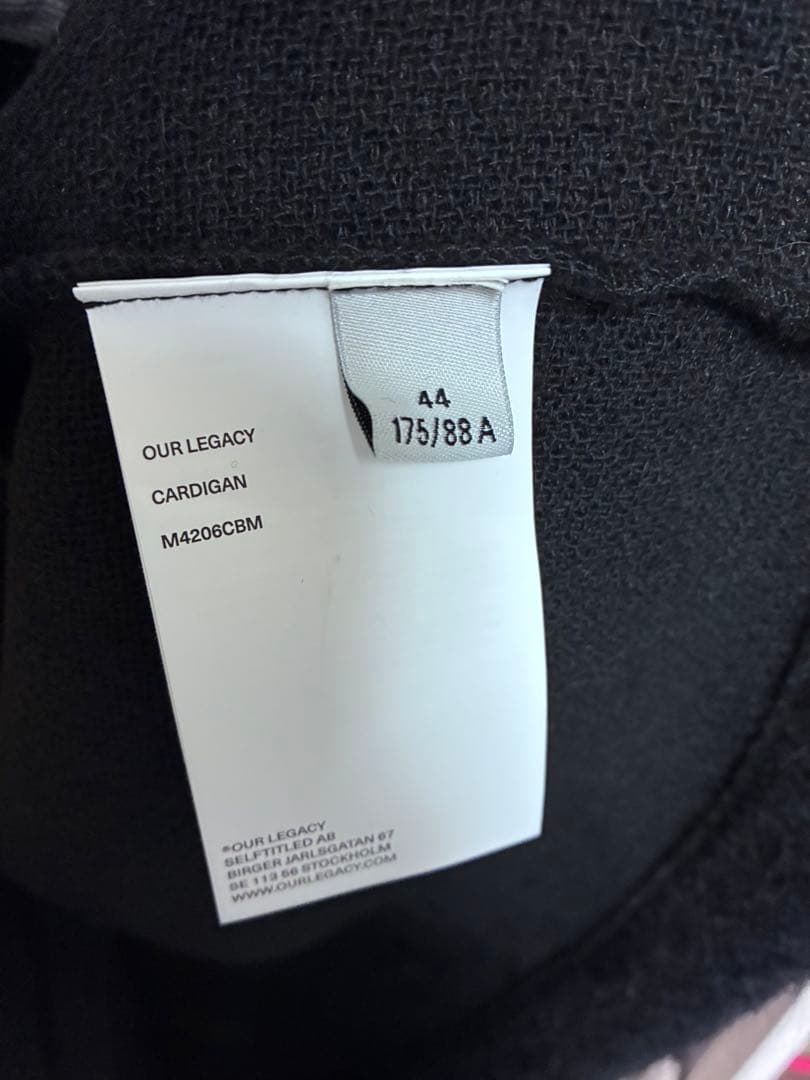 44
175/88 A
OUR LEGACY
CARDIGAN
M4206CBM
®OUR LEGACY
SELFTITLED AB
BIRGER JARLSGATAN 67
SE 113 56 STOCKHOLM
WWW.OURLEGACY.COM